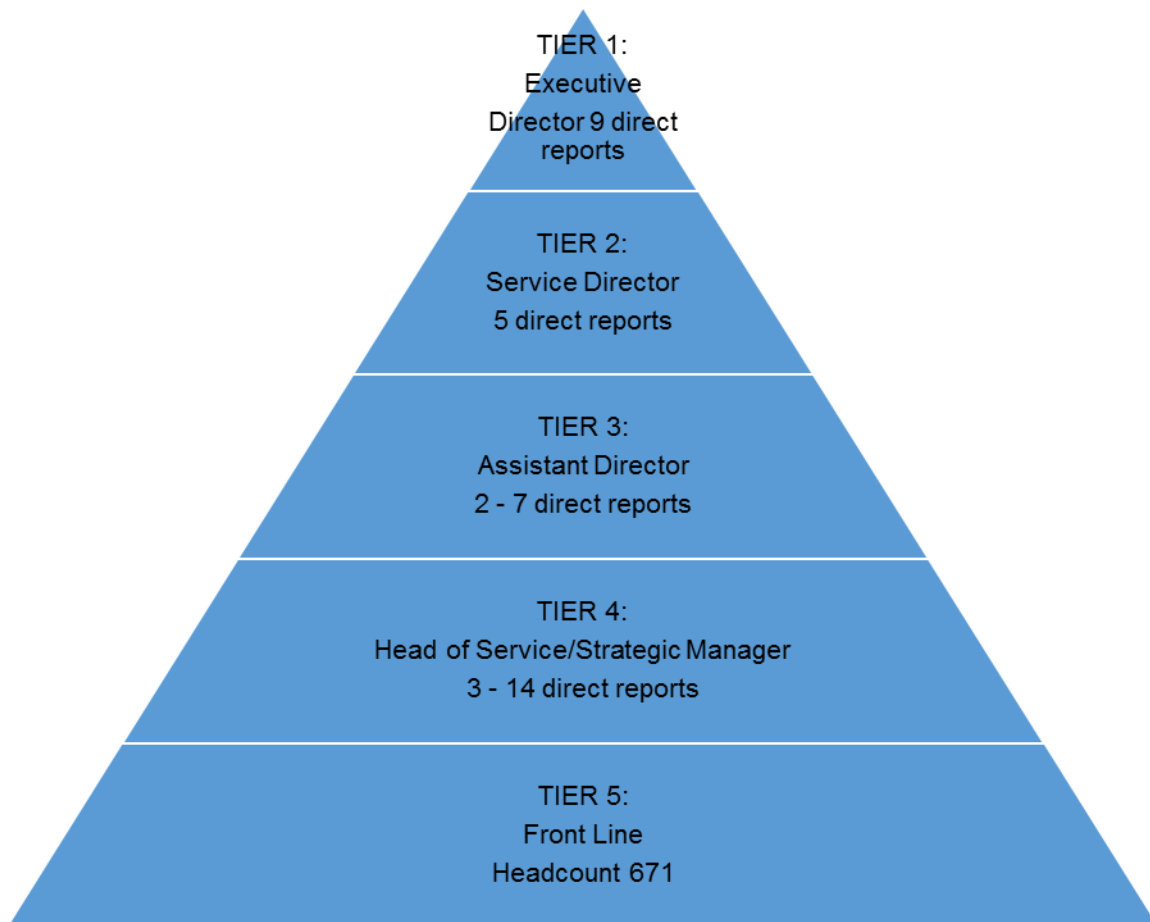 TIER 1:
Executive
Director 9 direct
reports
TIER 2:
Service Director
5 direct reports
TIER 3:
Assistant Director
2 - 7 direct reports
TIER 4:
Head of Service/Strategic Manager
3 - 14 direct reports
TIER 5:
Front Line
Headcount 671